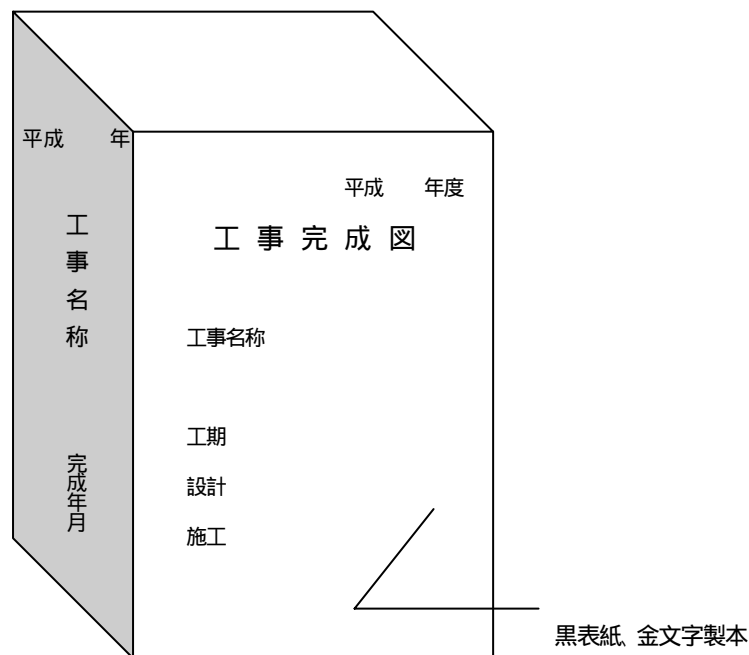 平成　　年
工事名称
完成年月
平成　　年度
工事完成図
工事名称
工期
設計
施工
黒表紙、金文字製本